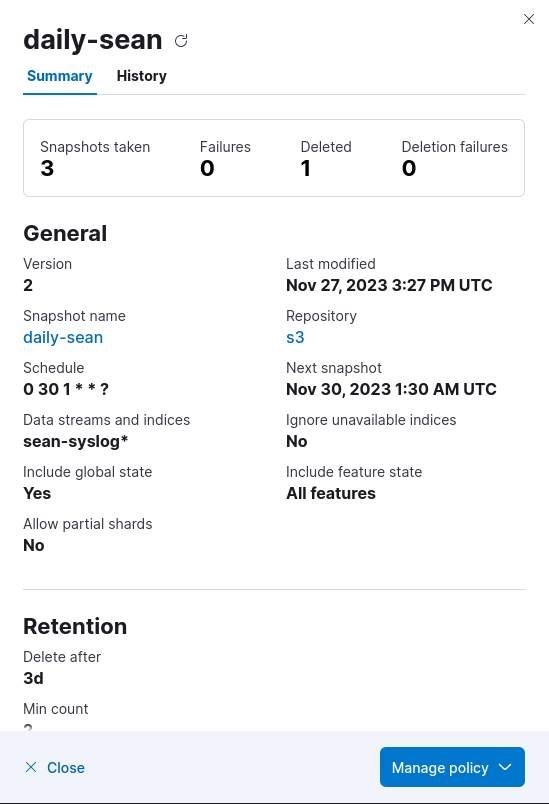 daily-sean
Summary History
Snapshots taken Failures Deleted Deletion failures
3 0 1 0
General
Version Last modified
2 Nov 27, 2023 3:27 PM UTC
Snapshot name Repository
daily-sean s3
Schedule Next snapshot
0 30 1 * * ? Nov 30, 2023 1:30 AM UTC
Data streams and indices Ignore unavailable indices
sean-syslog* No
Include global state Include feature state
Yes All features
Allow partial shards
No
Retention
Delete after
3d
Min count
Close Manage policy